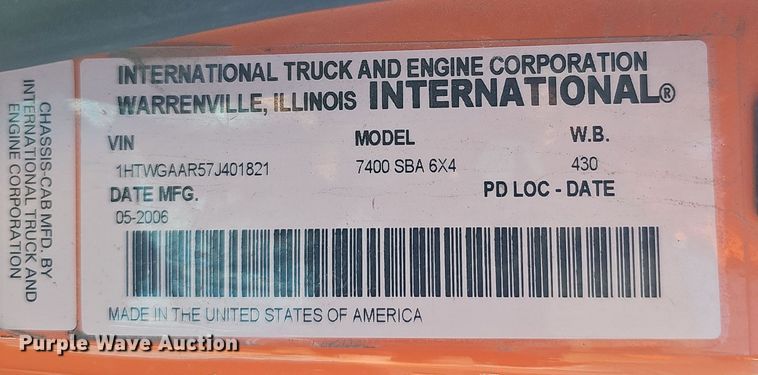 CHASSIS-CAB MFD. BY
INTERNATIONAL TRUCK AND
ENGINE CORPORATION
INTERNATIONAL TRUCK AND ENGINE CORPORATION
WARRENVILLE, ILLINOIS INTERNATIONAL®
VIN MODEL W.B.
1HTWGAAR57J401821 7400 SBA 6X4 430
DATE MFG. PD LOC - DATE
05-2006
MADE IN THE UNITED STATES OF AMERICA
Purple Wave Auction